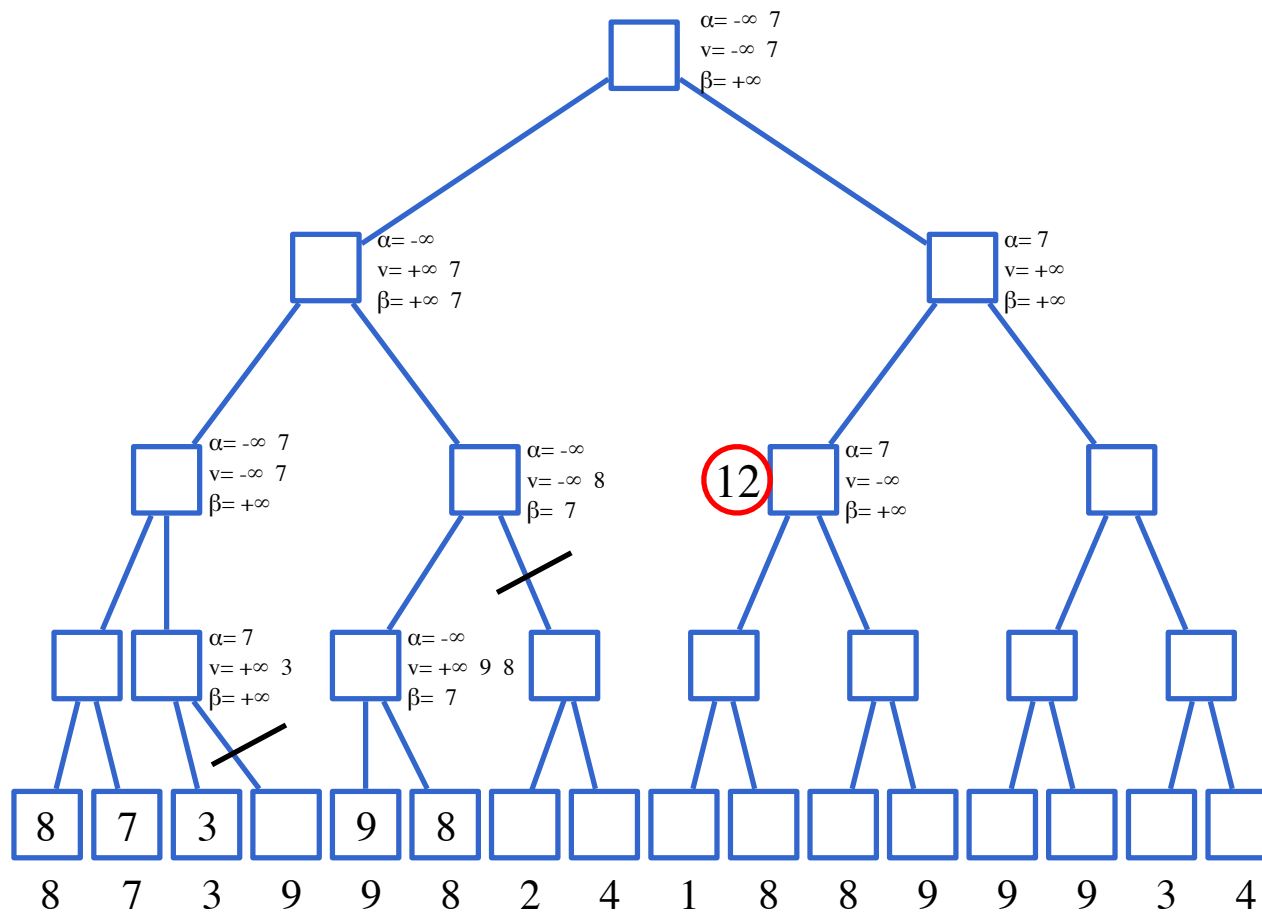 α= -∞ 7
v= -∞ 7
β= +∞
α= -∞
v= +∞ 7
β= +∞ 7
α= 7
v= +∞
β= +∞
α= -∞ 7
v= -∞ 7
β= +∞
α= -∞
v= -∞ 8
β= 7
12
α= 7
v= -∞
β= +∞
α= 7
v= +∞ 3
β= +∞
α= -∞
v= +∞ 9 8
β= 7
8 7 3 9 8
8 7 3 9 9 8 2 4 1 8 8 9 9 9 3 4